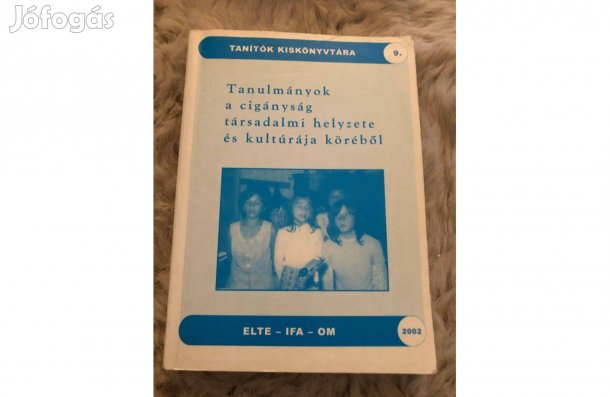 Jófogás
TANÍTÓK KISKÖNYVTÁRA 9.
Tanulmányok
a cigányság
társadalmi helyzete
és kultúrája köréből
ELTE – IFA – OM 2002